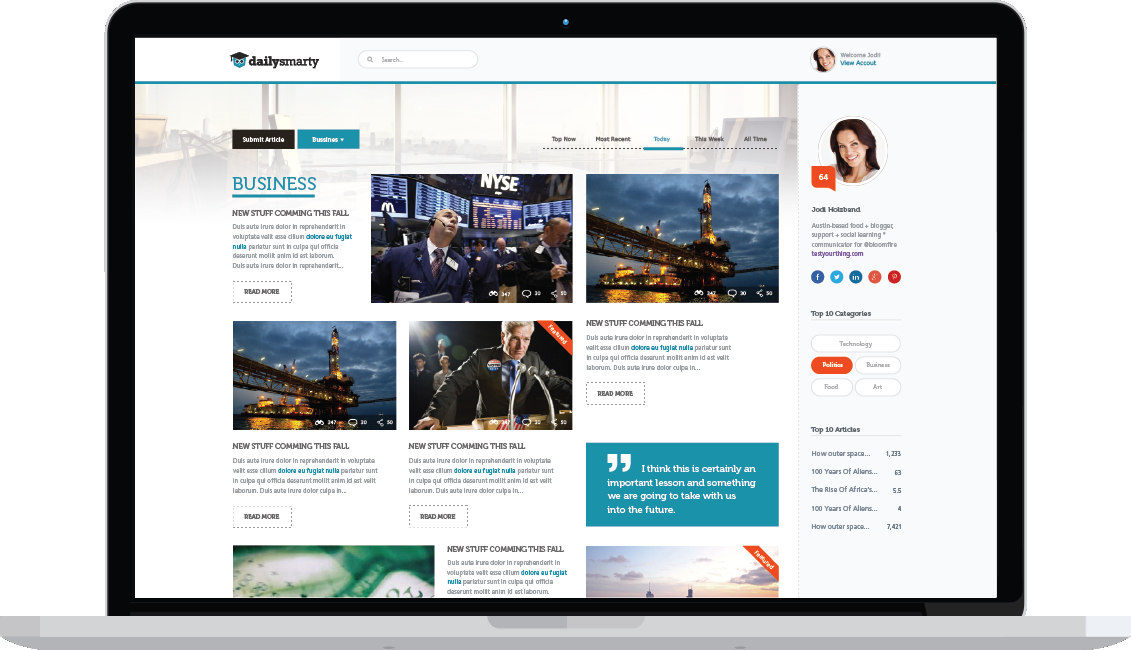 dailysmarty
Search...
Welcome Jodi!
View Accout
Submit Article
Bussines
Top Now
Most Recent
Today
This Week
All Time
BUSINESS
NEW STUFF COMMING THIS FALL
Duis aute irure dolor in reprehenderit in
voluptate velit esse cillum dolore eu fugiat
nulla pariatur sunt in culpa qui officia
deserunt mollit anim id est laborum.
Duis aute irure dolor in reprehenderit...
READ MORE
NYSE
347
30
50
347
30
50
347
30
50
Featured
347
30
50
NEW STUFF COMMING THIS FALL
Duis aute irure dolor in reprehenderit in voluptate
velit esse cillum dolore eu fugiat nulla pariatur sunt
in culpa qui officia deserunt mollit anim id est velit
laborum. Duis aute irure dolor culpa in...
READ MORE
NEW STUFF COMMING THIS FALL
Duis aute irure dolor in reprehenderit in voluptate
velit esse cillum dolore eu fugiat nulla pariatur sunt
in culpa qui officia deserunt mollit anim id est velit
laborum. Duis aute irure dolor culpa in...
READ MORE
NEW STUFF COMMING THIS FALL
Duis aute irure dolor in reprehenderit in voluptate
velit esse cillum dolore eu fugiat nulla pariatur sunt
in culpa qui officia deserunt mollit anim id est velit
laborum. Duis aute irure dolor culpa in...
READ MORE
” I think this is certainly an
important lesson and something
we are going to take with us
into the future.
NEW STUFF COMMING THIS FALL
Duis aute irure dolor in reprehenderit in
voluptate velit esse cillum dolore eu fugiat
nulla pariatur sunt in culpa qui officia
deserunt mollit anim id est laborum.
Featured
64
Jodi Holsband
Austin-based food + blogger,
support + social learning *
communicator for @bloomfire
testyourthing.com
Top 10 Categories
Technology
Politics
Business
Food
Art
Top 10 Articles
How outer space... 1,233
100 Years Of Aliens... 63
The Rise Of Africa's... 5.5
100 Years Of Aliens... 4
How outer space... 7,421